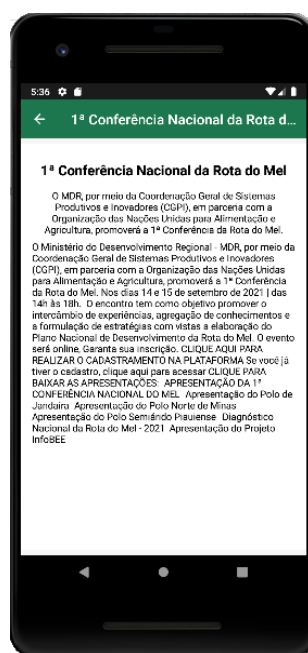 5:36
1ª Conferência Nacional da Rota d...
1ª Conferência Nacional da Rota do Mel
O MDR, por meio da Coordenação Geral de Sistemas
Produtivos e Inovadores (CGPI), em parceria com a
Organização das Nações Unidas para Alimentação e
Agricultura, promoverá a 1ª Conferência da Rota do Mel.
O Ministério do Desenvolvimento Regional - MDR, por meio da
Coordenação Geral de Sistemas Produtivos e Inovadores
(CGPI), em parceria com a Organização das Nações Unidas
para Alimentação e Agricultura, promoverá a 1ª Conferência
da Rota do Mel. Nos dias 14 e 15 de setembro de 2021 | das
14h às 18h.  O encontro tem como objetivo promover o
intercâmbio de experiências, agregação de conhecimentos e
a formulação de estratégias com vistas a elaboração do
Plano Nacional de Desenvolvimento da Rota do Mel. O evento
será online, Garanta sua inscrição. CLIQUE AQUI PARA
REALIZAR O CADASTRAMENTO NA PLATAFORMA Se você já
tiver o cadastro, clique aqui para acessar CLIQUE PARA
BAIXAR AS APRESENTAÇÕES:  APRESENTAÇÃO DA 1ª
CONFERÊNCIA NACIONAL DO MEL  Apresentação do Polo de
Jandaíra  Apresentação do Polo Norte de Minas
Apresentação do Polo Semiárido Piauiense  Diagnóstico
Nacional da Rota do Mel - 2021  Apresentação do Projeto
InfoBEE